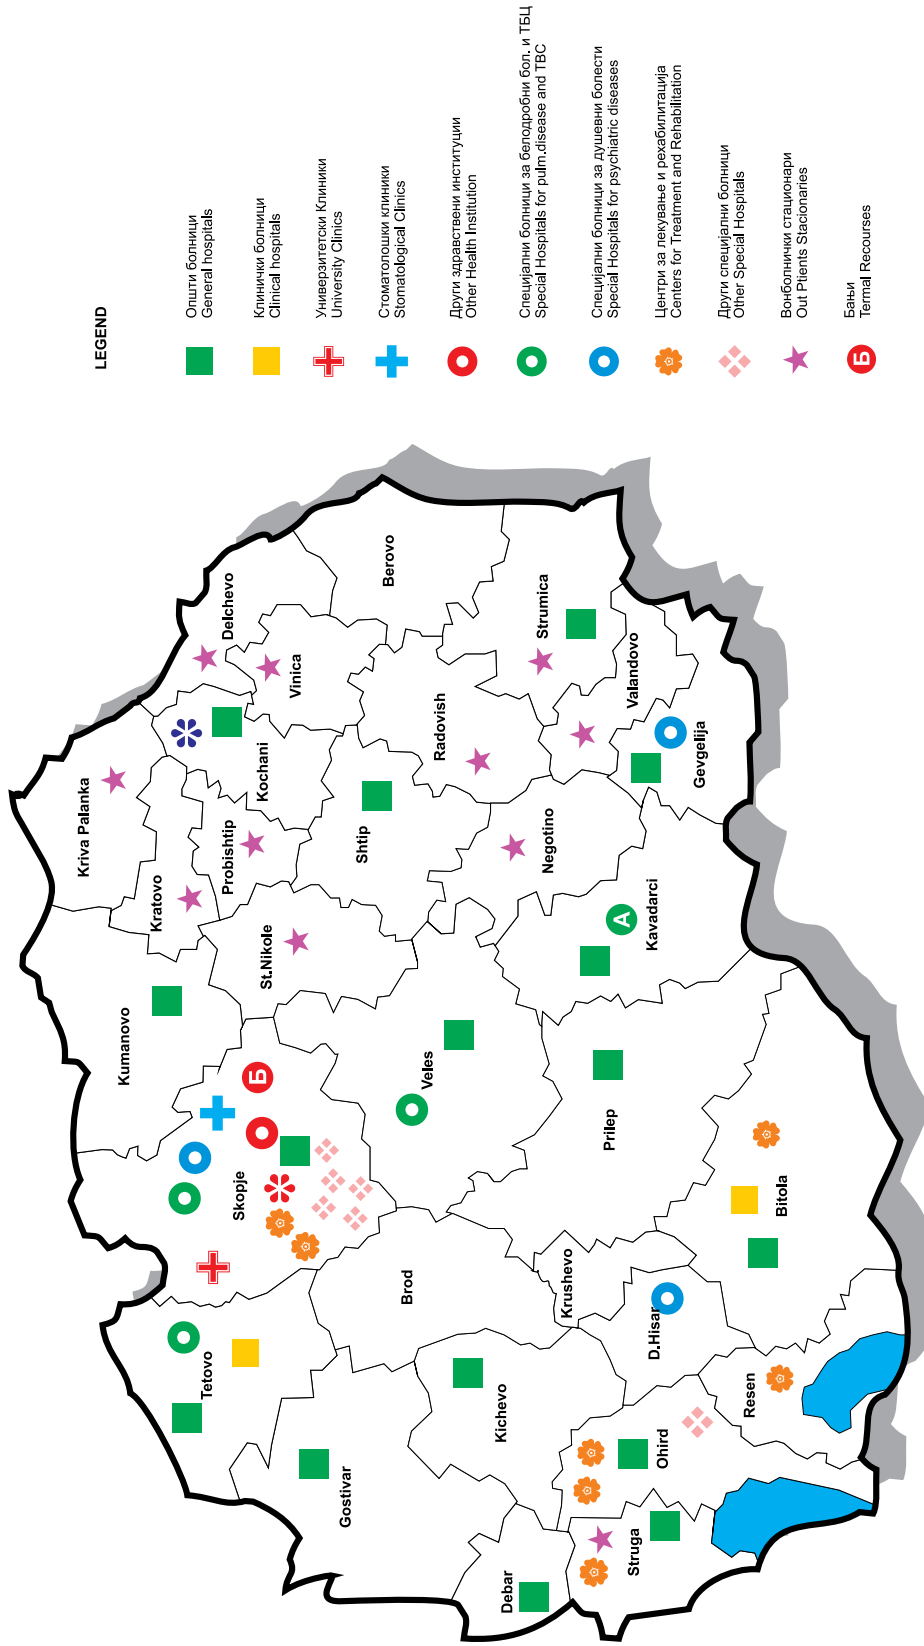 LEGEND
Општи болници
General hospitals
Клинички болници
Clinical hospitals
Универзитетски Клиники
University Clinics
Стоматолошки клиники
Stomatological Clinics
Други здравствени институции
Other Health Institution
Специјални болници за белодробни бол. и ТБЦ
Special Hospitals for pulm.disease and TBC
Специјални болници за душевни болести
Special Hospitals for psychiatric diseases
Центри за лекување и рехабилитација
Centers for Treatment and Rehabilitation
Други специјални болници
Other Special Hospitals
Вонболнички стационари
Out Ptients Stacionaries
Б
Бањи
Termal Recourses
Kriva Palanka
Kumanovo
Kratovo
Delchevo
Probishtip
Kochani
Vinica
St.Nikole
Berovo
Skopje
Б
Tetovo
Shtip
Radovish
Gostivar
Brod
Veles
Strumica
Negotino
Valandovo
Kichevo
Debar
Krushevo
Prilep
A
Kavadarci
Gevgelija
Struga
Ohird
D.Hisar
Resen
Bitola